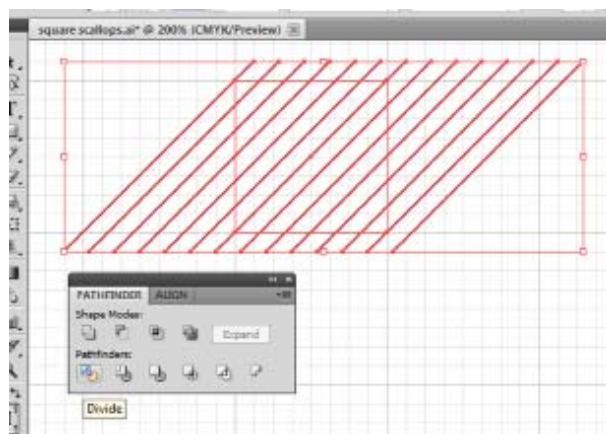 square scallops.ai* @ 200% (CMYK/Preview)
PATHFINDER ALIGN
Shape Modes:
Expand
Pathfinders:
Divide